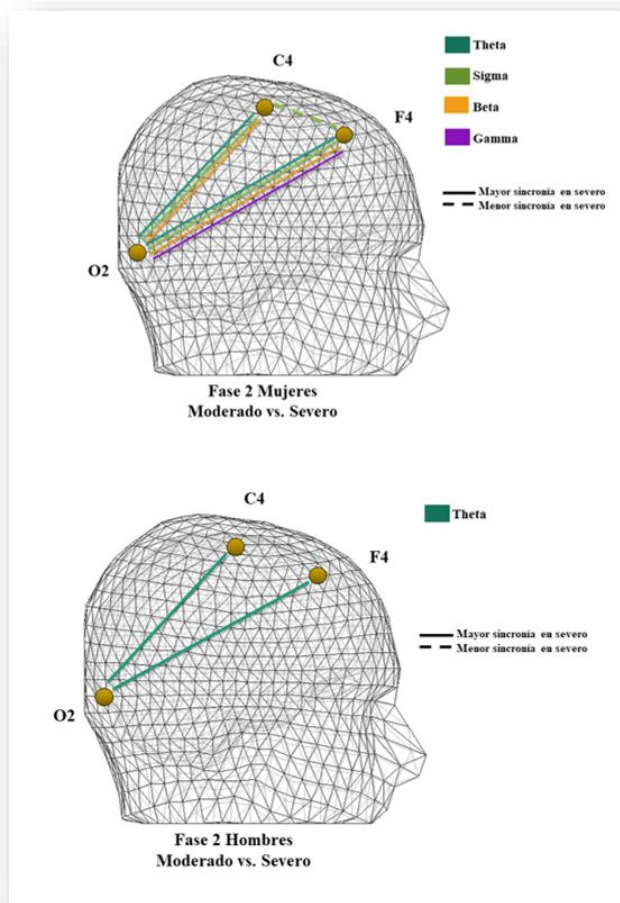 C4
F4
O2
Theta
Sigma
Beta
Gamma
Mayor sincronía en severo
Menor sincronía en severo
Fase 2 Mujeres
Moderado vs. Severo
C4
F4
O2
Theta
Mayor sincronía en severo
Menor sincronía en severo
Fase 2 Hombres
Moderado vs. Severo